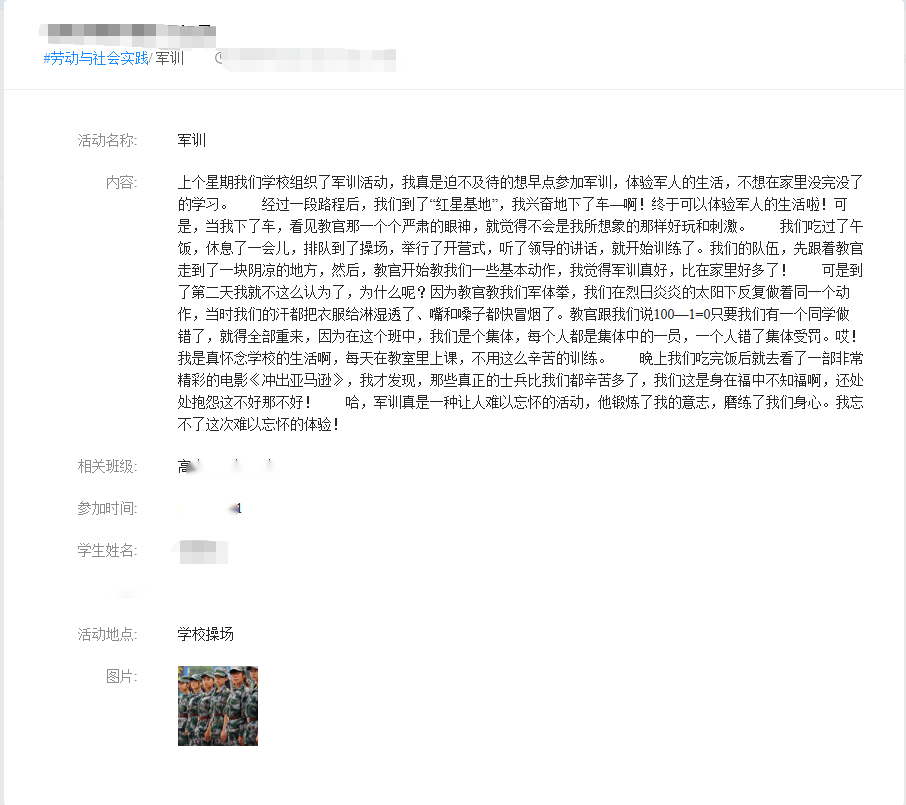 #劳动与社会实践/ 军训
活动名称: 军训
内容: 上个星期我们学校组织了军训活动，我真是迫不及待的想早点参加军训，体验军人的生活，不想在家里没完没了
的学习。　　经过一段路程后，我们到了“红星基地”，我兴奋地下了车—啊！终于可以体验军人的生活啦！可
是，当我下了车，看见教官那一个个严肃的眼神，就觉得不会是我所想象的那样好玩和刺激。　　我们吃过了午
饭，休息了一会儿，排队到了操场，举行了开营式，听了领导的讲话，就开始训练了。我们的队伍，先跟着教官
走到了一块阴凉的地方，然后，教官开始教我们一些基本动作，我觉得军训真好，比在家里好多了！　　可是到
了第二天我就不这么认为了，为什么呢？因为教官教我们军体拳，我们在烈日炎炎的太阳下反复做着同一个动
作，当时我们的汗都把衣服给淋湿透了、嘴和嗓子都快冒烟了。教官跟我们说100—1=0只要我们有一个同学做
错了，就得全部重来，因为在这个班中，我们是个集体，每个人都是集体中的一员，一个人错了集体受罚。哎！
我是真怀念学校的生活啊，每天在教室里上课，不用这么辛苦的训练。　　晚上我们吃完饭后就去看了一部非常
精彩的电影《冲出亚马逊》，我才发现，那些真正的士兵比我们都辛苦多了，我们这是身在福中不知福啊，还处
处抱怨这不好那不好！　　哈，军训真是一种让人难以忘怀的活动，他锻炼了我的意志，磨练了我们身心。我忘
不了这次难以忘怀的体验！
相关班级: 高
参加时间: 1
学生姓名:
活动地点: 学校操场
图片: